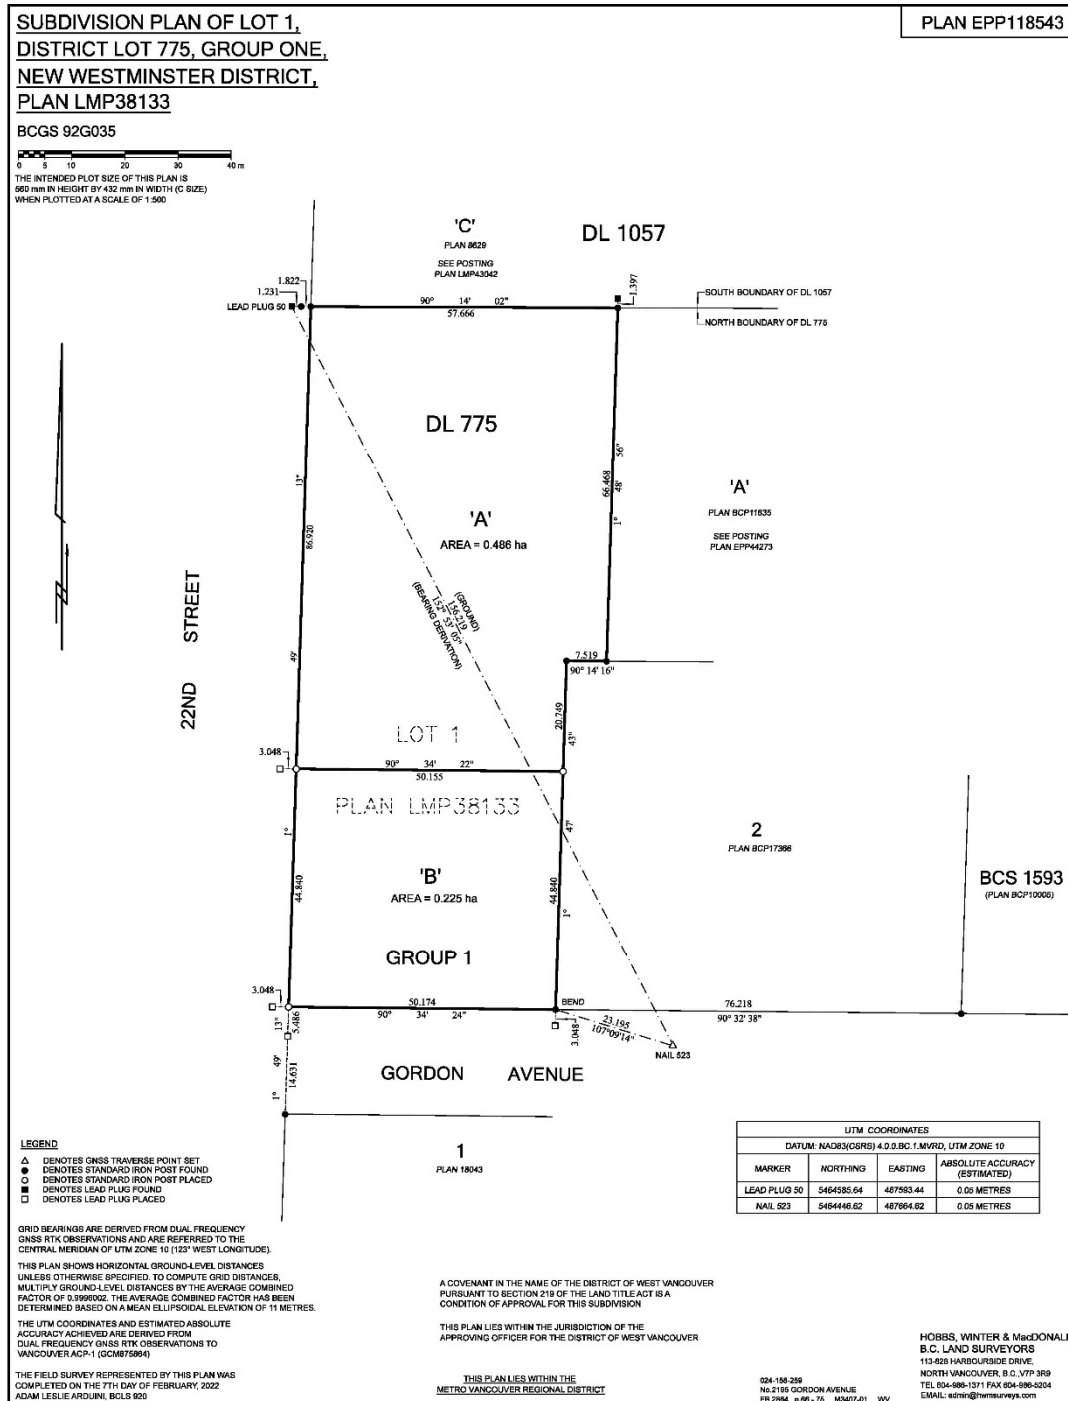 SUBDIVISION PLAN OF LOT 1,
DISTRICT LOT 775, GROUP ONE,
NEW WESTMINSTER DISTRICT,
PLAN LMP38133
PLAN EPP118543
BCGS 92G035
0 5 10 20 30 40 m
THE INTENDED PLOT SIZE OF THIS PLAN IS
560 mm IN HEIGHT BY 432 mm IN WIDTH (C SIZE)
WHEN PLOTTED AT A SCALE OF 1:500
'C'
PLAN 8629
SEE POSTING
PLAN LMP43042
DL 1057
1.822
1.231
LEAD PLUG 50
90° 14' 02"
57.666
1.397
SOUTH BOUNDARY OF DL 1057
NORTH BOUNDARY OF DL 775
DL 775
13"
86.920
49'
56"
66.468
48'
1°
'A'
AREA = 0.486 ha
'A'
PLAN BCP11635
SEE POSTING
PLAN EPP44273
(GROUND)
156.219
152° 53' 05"
(BEARING DERIVATION)
22ND STREET
7.519
90° 14' 16"
20.749
43"
LOT 1
3.048
90° 34' 22"
50.155
PLAN LMP38133
1°
44.840
47'
44.840
1°
2
PLAN BCP17366
'B'
AREA = 0.225 ha
BCS 1593
(PLAN BCP10006)
GROUP 1
3.048
50.174
90° 34' 24"
BEND
76.218
90° 32' 38"
13"
5.486
3.048
23.195
107°09'14"
NAIL 523
49'
14.631
1°
GORDON AVENUE
1
PLAN 18043
UTM COORDINATES
DATUM: NAD83(CSRS) 4.0.0.BC.1.MVRD, UTM ZONE 10
MARKER NORTHING EASTING ABSOLUTE ACCURACY (ESTIMATED)
LEAD PLUG 50 5464585.64 487593.44 0.05 METRES
NAIL 523 5464446.62 487664.62 0.05 METRES
LEGEND
DENOTES GNSS TRAVERSE POINT SET
DENOTES STANDARD IRON POST FOUND
DENOTES STANDARD IRON POST PLACED
DENOTES LEAD PLUG FOUND
DENOTES LEAD PLUG PLACED
GRID BEARINGS ARE DERIVED FROM DUAL FREQUENCY
GNSS RTK OBSERVATIONS AND ARE REFERRED TO THE
CENTRAL MERIDIAN OF UTM ZONE 10 (123° WEST LONGITUDE).
THIS PLAN SHOWS HORIZONTAL GROUND-LEVEL DISTANCES
UNLESS OTHERWISE SPECIFIED. TO COMPUTE GRID DISTANCES,
MULTIPLY GROUND-LEVEL DISTANCES BY THE AVERAGE COMBINED
FACTOR OF 0.9996002. THE AVERAGE COMBINED FACTOR HAS BEEN
DETERMINED BASED ON A MEAN ELLIPSOIDAL ELEVATION OF 11 METRES.
THE UTM COORDINATES AND ESTIMATED ABSOLUTE
ACCURACY ACHIEVED ARE DERIVED FROM
DUAL FREQUENCY GNSS RTK OBSERVATIONS TO
VANCOUVER ACP-1 (GCM875864)
THE FIELD SURVEY REPRESENTED BY THIS PLAN WAS
COMPLETED ON THE 7TH DAY OF FEBRUARY, 2022
ADAM LESLIE ARDUINI, BCLS 920
A COVENANT IN THE NAME OF THE DISTRICT OF WEST VANCOUVER
PURSUANT TO SECTION 219 OF THE LAND TITLE ACT IS A
CONDITION OF APPROVAL FOR THIS SUBDIVISION
THIS PLAN LIES WITHIN THE JURISDICTION OF THE
APPROVING OFFICER FOR THE DISTRICT OF WEST VANCOUVER
THIS PLAN LIES WITHIN THE
METRO VANCOUVER REGIONAL DISTRICT
024-158-259
No.2195 GORDON AVENUE
HOBBS, WINTER & MacDONALD
B.C. LAND SURVEYORS
113-828 HARBOURSIDE DRIVE,
NORTH VANCOUVER, B.C.,V7P 3R9
TEL 604-986-1371 FAX 604-986-5204
EMAIL: admin@hwmsurveys.com